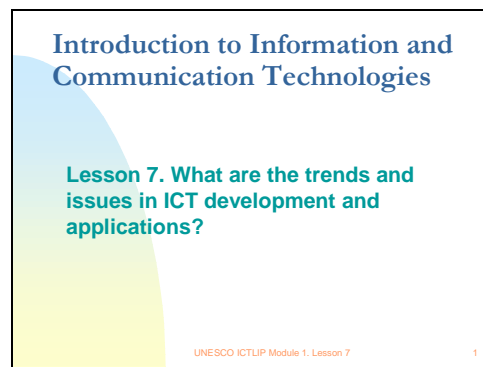 Introduction to Information and
Communication Technologies
Lesson 7. What are the trends and
issues in ICT development and
applications?
UNESCO ICTLIP Module 1. Lesson 7 1